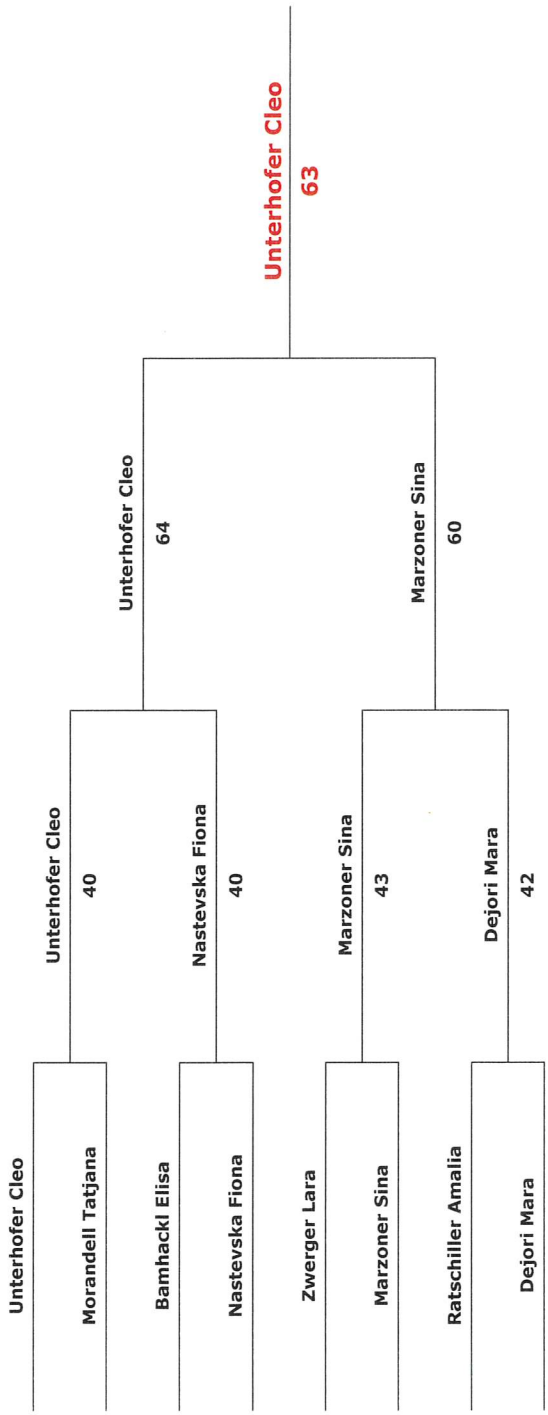 Unterhofer Cleo
Morandell Tatjana
Bamhackl Elisa
Nastevska Fiona
Zwerger Lara
Marzoner Sina
Ratschiller Amalia
Dejori Mara
Unterhofer Cleo
40
Nastevska Fiona
40
Marzoner Sina
43
Dejori Mara
42
Unterhofer Cleo
64
Marzoner Sina
60
Unterhofer Cleo
63